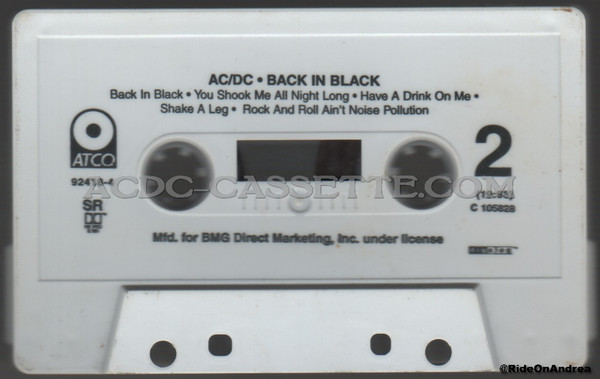 AC/DC • BACK IN BLACK
Back In Black • You Shook Me All Night Long • Have A Drink On Me •
Shake A Leg • Rock And Roll Ain't Noise Pollution
ATCO
2
ACDC-CASSETTE.COM
SR
C 105828
Mfd. for BMG Direct Marketing, Inc. under license
©RideOnAndrea